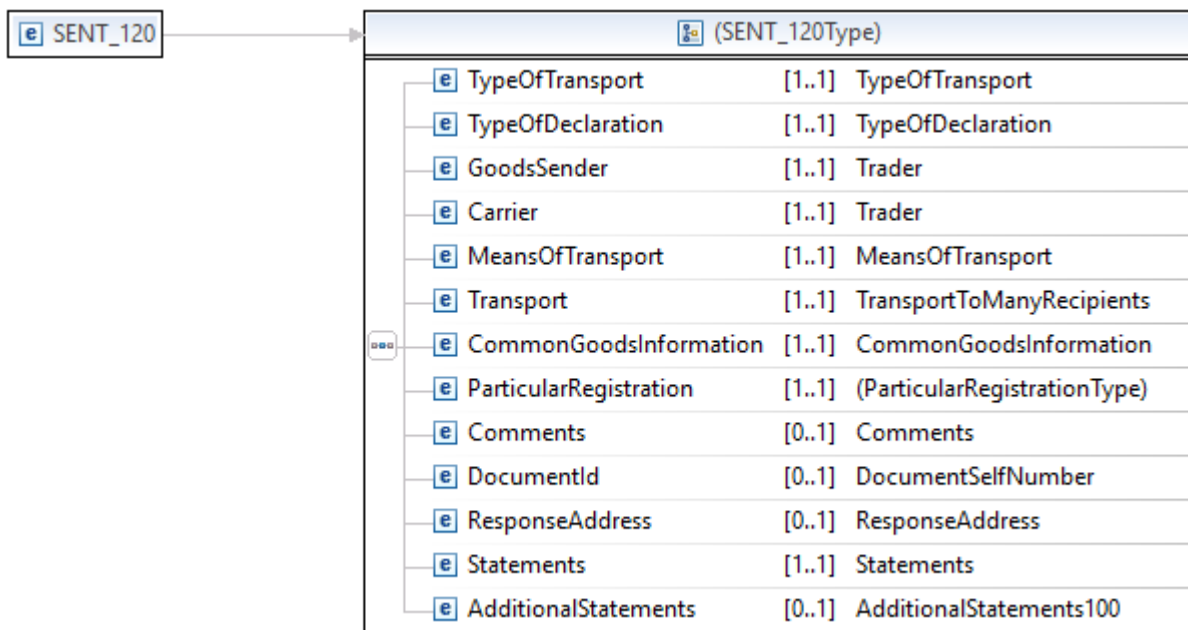 e SENT_120
(SENT_120Type)
e TypeOfTransport [1..1] TypeOfTransport
e TypeOfDeclaration [1..1] TypeOfDeclaration
e GoodsSender [1..1] Trader
e Carrier [1..1] Trader
e MeansOfTransport [1..1] MeansOfTransport
e Transport [1..1] TransportToManyRecipients
e CommonGoodsInformation [1..1] CommonGoodsInformation
e ParticularRegistration [1..1] (ParticularRegistrationType)
e Comments [0..1] Comments
e DocumentId [0..1] DocumentSelfNumber
e ResponseAddress [0..1] ResponseAddress
e Statements [1..1] Statements
e AdditionalStatements [0..1] AdditionalStatements100